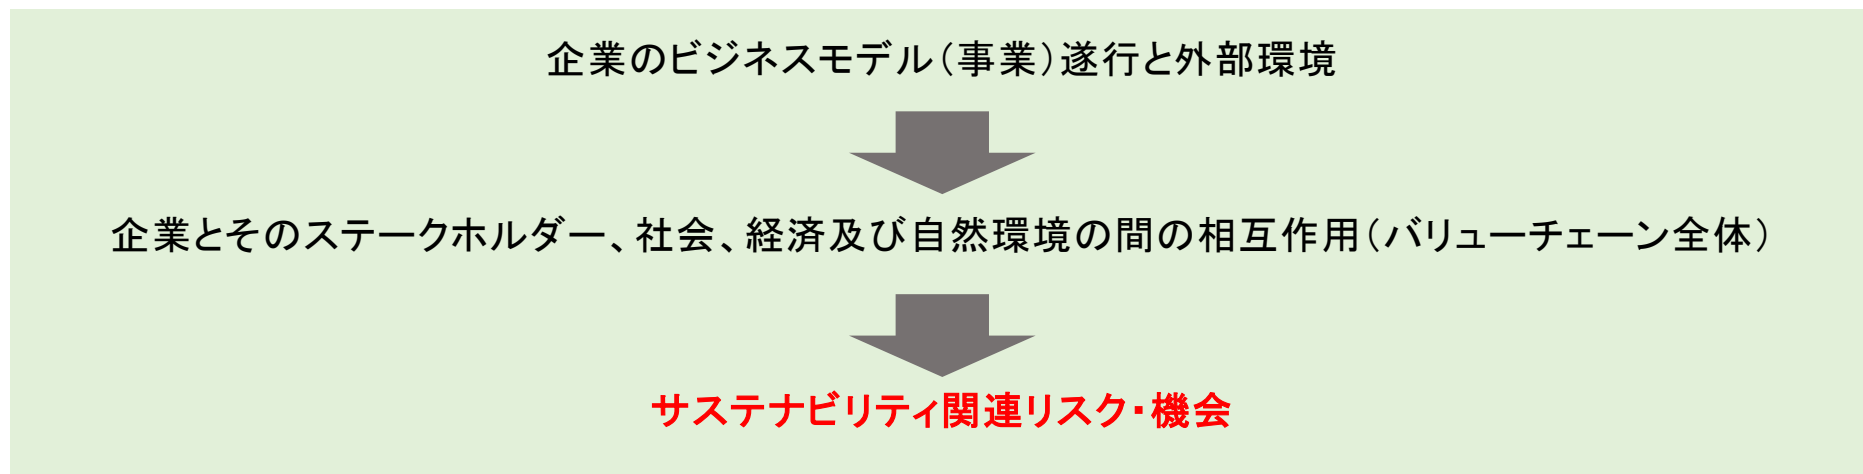 企業のビジネスモデル（事業）遂行と外部環境
企業とそのステークホルダー、社会、経済及び自然環境の間の相互作用（バリューチェーン全体）
サステナビリティ関連リスク・機会